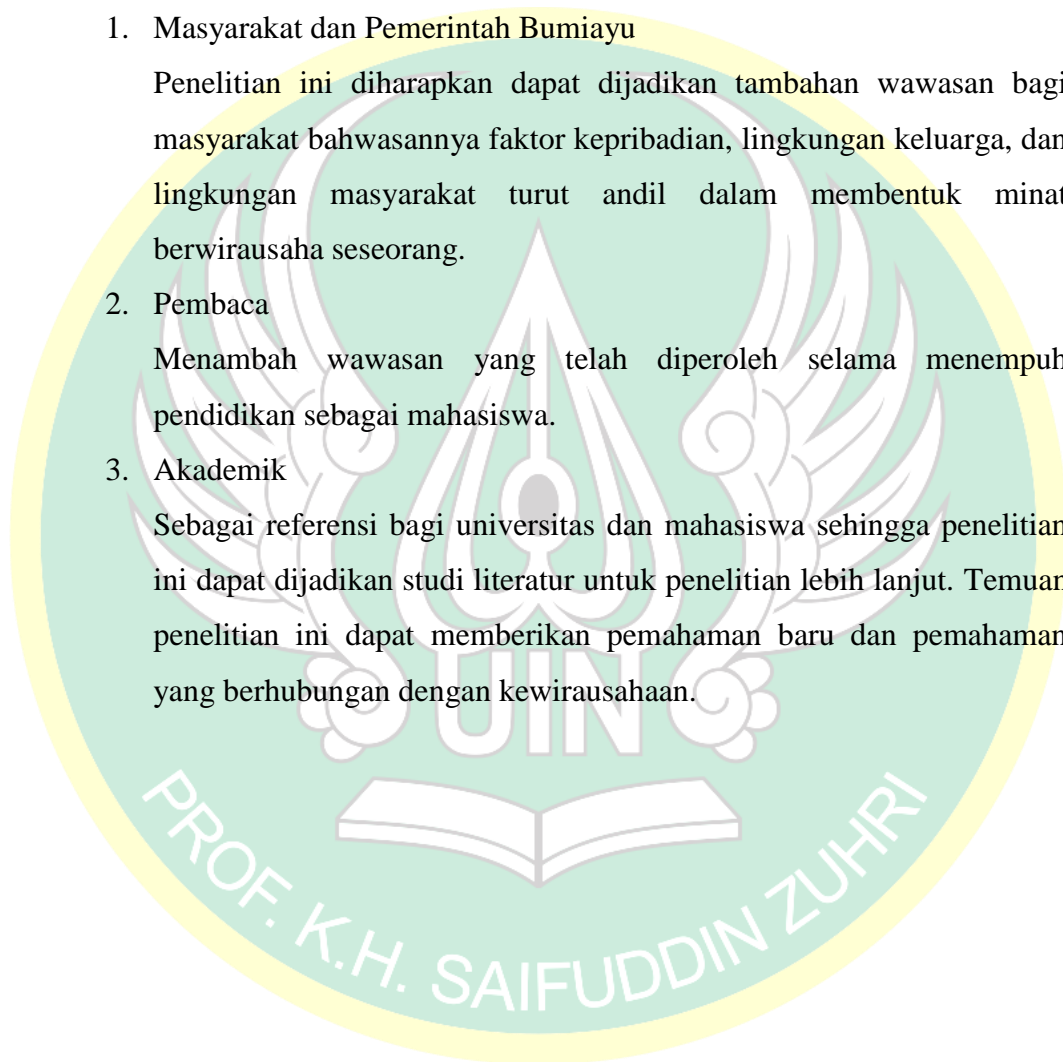 1. Masyarakat dan Pemerintah Bumiayu
Penelitian ini diharapkan dapat dijadikan tambahan wawasan bagi
masyarakat bahwasannya faktor kepribadian, lingkungan keluarga, dan
lingkungan masyarakat turut andil dalam membentuk minat
berwirausaha seseorang.
2. Pembaca
Menambah wawasan yang telah diperoleh selama menempuh
pendidikan sebagai mahasiswa.
3. Akademik
Sebagai referensi bagi universitas dan mahasiswa sehingga penelitian
ini dapat dijadikan studi literatur untuk penelitian lebih lanjut. Temuan
penelitian ini dapat memberikan pemahaman baru dan pemahaman
yang berhubungan dengan kewirausahaan.
UIN
PROF. K.H. SAIFUDDIN ZUHRI